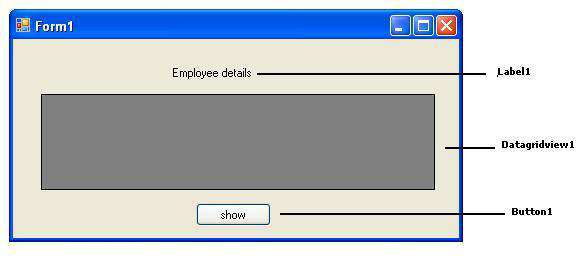 Form1
Employee details
Label1
Datagridview1
show
Button1